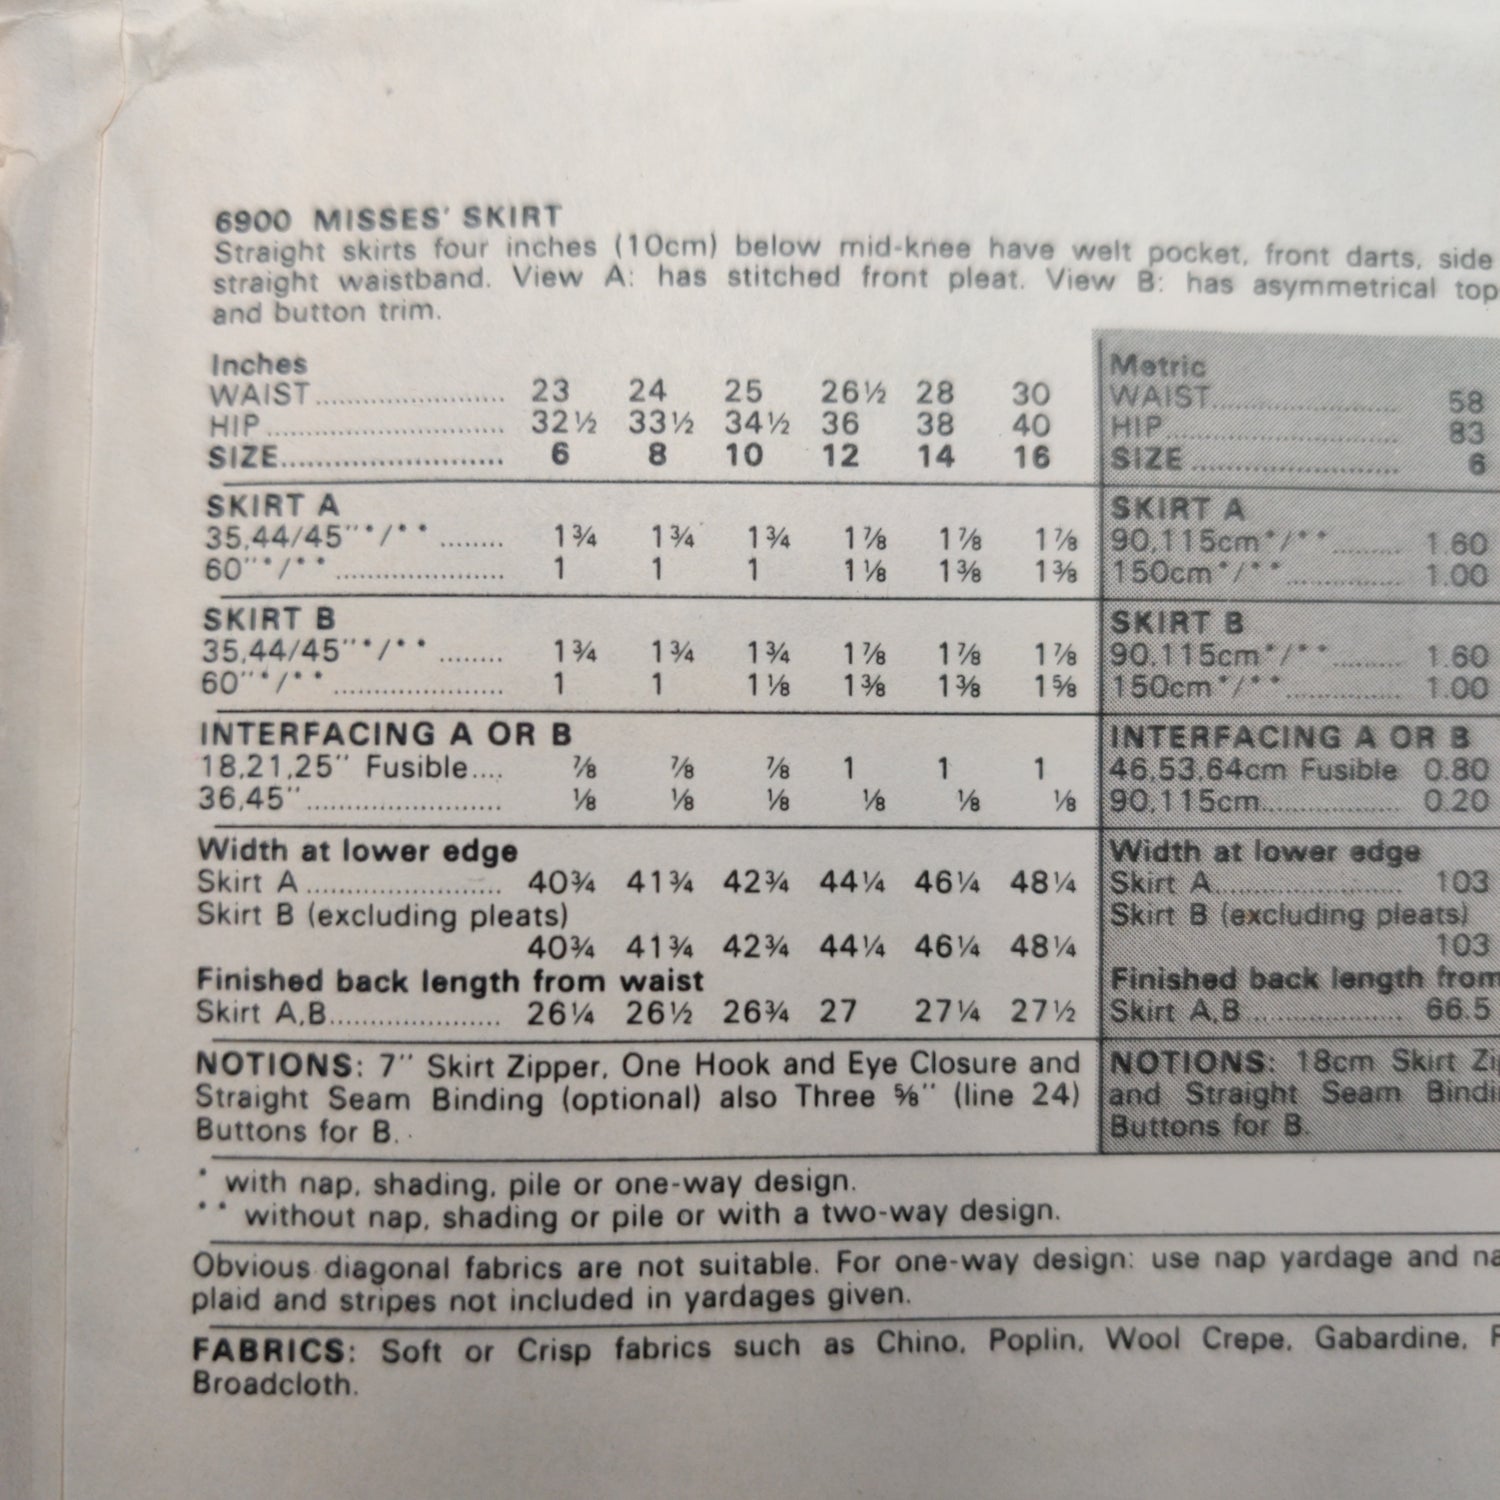 6900 MISSES' SKIRT
Straight skirts four inches (10cm) below mid-knee have welt pocket, front darts, side
straight waistband. View A: has stitched front pleat. View B: has asymmetrical top
and button trim.
Inches Metric
WAIST.......................... 23 24 25 26½ 28 30 WAIST.......................... 58
HIP.......................... 32½ 33½ 34½ 36 38 40 HIP.......................... 83
SIZE.......................... 6 8 10 12 14 16 SIZE.......................... 6
SKIRT A SKIRT A
35,44/45"*/** ........ 1¾ 1¾ 1¾ 1⅞ 1⅞ 1⅞ 90,115cm*/** ......... 1.60
60"*/** ..................... 1 1 1 1⅛ 1⅜ 1⅜ 150cm*/** ............... 1.00
SKIRT B SKIRT B
35,44/45"*/** ........ 1¾ 1¾ 1¾ 1⅞ 1⅞ 1⅞ 90,115cm*/** ......... 1.60
60"*/** ..................... 1 1 1⅛ 1⅜ 1⅜ 1⅝ 150cm*/** ............... 1.00
INTERFACING A OR B INTERFACING A OR B
18,21,25" Fusible.... ⅞ ⅞ ⅞ 1 1 1 46,53,64cm Fusible 0.80
36,45"......................... ⅛ ⅛ ⅛ ⅛ ⅛ ⅛ 90,115cm.................. 0.20
Width at lower edge Width at lower edge
Skirt A......................... 40¾ 41¾ 42¾ 44¼ 46¼ 48¼ Skirt A......................... 103
Skirt B (excluding pleats) Skirt B (excluding pleats)
40¾ 41¾ 42¾ 44¼ 46¼ 48¼ 103
Finished back length from waist Finished back length from
Skirt A,B...................... 26¼ 26½ 26¾ 27 27¼ 27½ Skirt A,B.................... 66.5
NOTIONS: 7" Skirt Zipper, One Hook and Eye Closure and NOTIONS: 18cm Skirt
Straight Seam Binding (optional) also Three ⅝" (line 24) and Straight Seam
Buttons for B. Buttons for B.
* with nap, shading, pile or one-way design.
** without nap, shading or pile or with a two-way design.
Obvious diagonal fabrics are not suitable. For one-way design: use nap yardage and
plaid and stripes not included in yardages given.
FABRICS: Soft or Crisp fabrics such as Chino, Poplin, Wool Crepe, Gabardine,
Broadcloth.